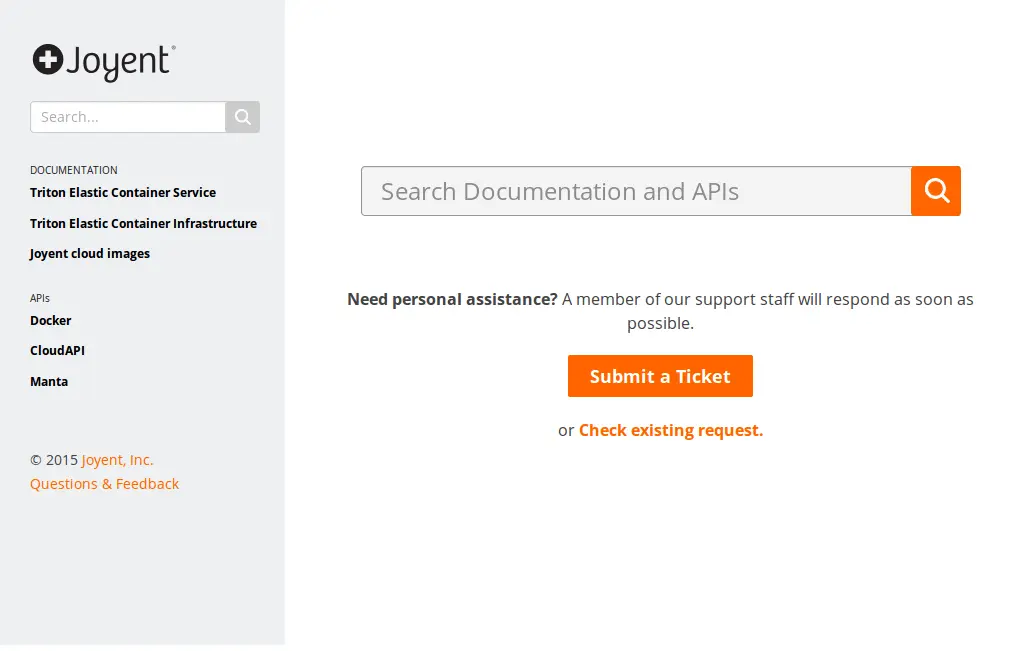 Joyent®
Search...
DOCUMENTATION
Triton Elastic Container Service
Triton Elastic Container Infrastructure
Joyent cloud images
APIs
Docker
CloudAPI
Manta
© 2015 Joyent, Inc.
Questions & Feedback
Search Documentation and APIs
Need personal assistance? A member of our support staff will respond as soon as
possible.
Submit a Ticket
or Check existing request.